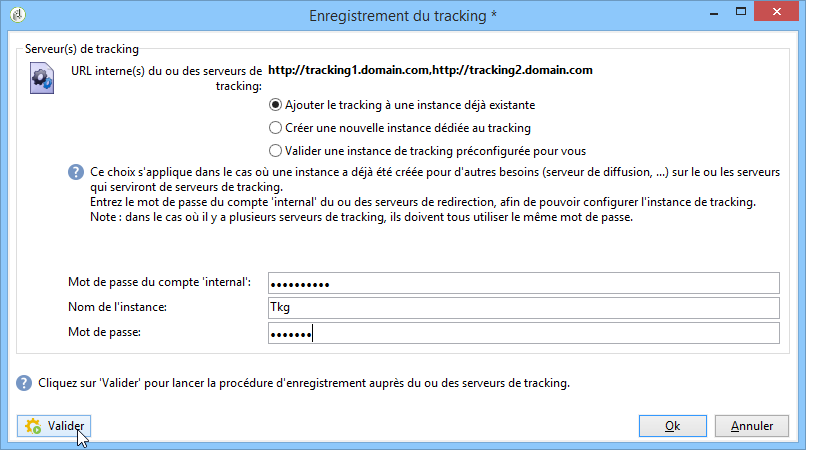 Enregistrement du tracking *
Serveur(s) de tracking
URL interne(s) du ou des serveurs de
tracking:
http://tracking1.domain.com,http://tracking2.domain.com
Ajouter le tracking à une instance déjà existante
Créer une nouvelle instance dédiée au tracking
Valider une instance de tracking préconfigurée pour vous
Ce choix s'applique dans le cas où une instance a déjà été créée pour d'autres besoins (serveur de diffusion, ...) sur le ou les serveurs
qui serviront de serveurs de tracking.
Entrez le mot de passe du compte 'internal' du ou des serveurs de redirection, afin de pouvoir configurer l'instance de tracking.
Note : dans le cas où il y a plusieurs serveurs de tracking, ils doivent tous utiliser le même mot de passe.
Mot de passe du compte 'internal': ••••••••••
Nom de l'instance: Tkg
Mot de passe: •••••••
Cliquez sur 'Valider' pour lancer la procédure d'enregistrement auprès du ou des serveurs de tracking.
Valider Ok Annuler